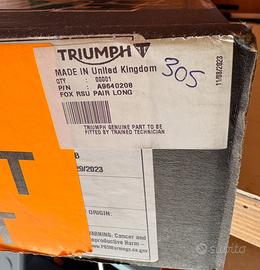 TRIUMPH
MADE IN United Kingdom
305
QTY : 00001
P/N : A9640208
FOX RSU PAIR LONG
11/08/2023
TRIUMPH GENUINE PART TO BE
FITTED BY TRAINED TECHNICIAN
B
29/2023
ORIGIN:
WARNING: Cancer and
Reproductive Harm –
www.P65Warnings.ca.gov
T
subito